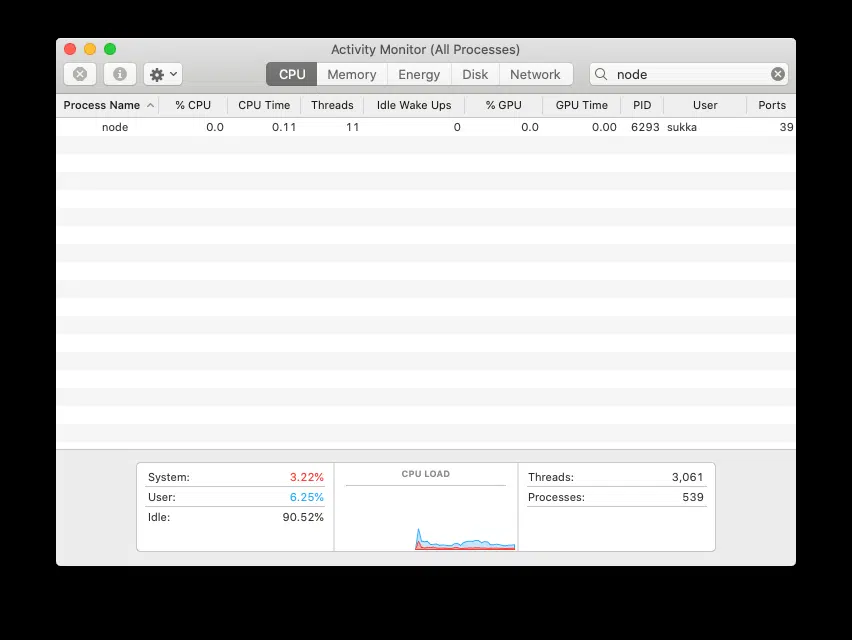 Activity Monitor (All Processes)
CPU Memory Energy Disk Network node
Process Name % CPU CPU Time Threads Idle Wake Ups % GPU GPU Time PID User Ports
node 0.0 0.11 11 0 0.0 0.00 6293 sukka 39
System: 3.22% CPU LOAD Threads: 3,061
User: 6.25% Processes: 539
Idle: 90.52%